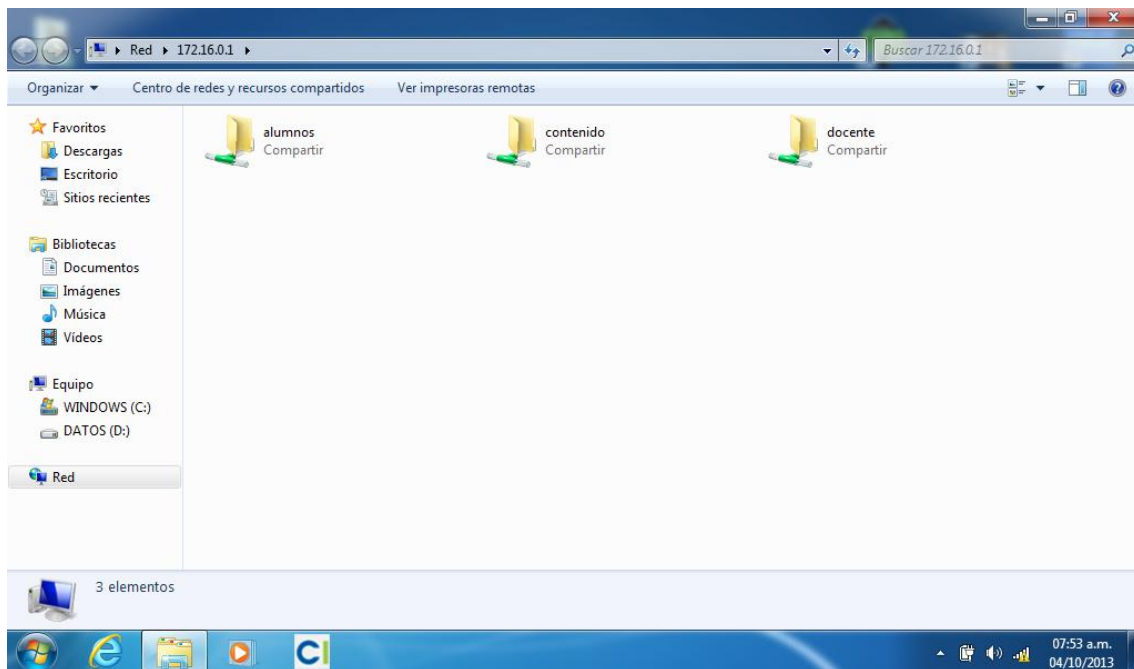 Red ▸ 172.16.0.1 ▸
Buscar 172.16.0.1
Organizar ▾ Centro de redes y recursos compartidos Ver impresoras remotas
Favoritos
Descargas
Escritorio
Sitios recientes
Bibliotecas
Documentos
Imágenes
Música
Vídeos
Equipo
WINDOWS (C:)
DATOS (D:)
Red
alumnos
Compartir
contenido
Compartir
docente
Compartir
3 elementos
CI
07:53 a.m.
04/10/2013